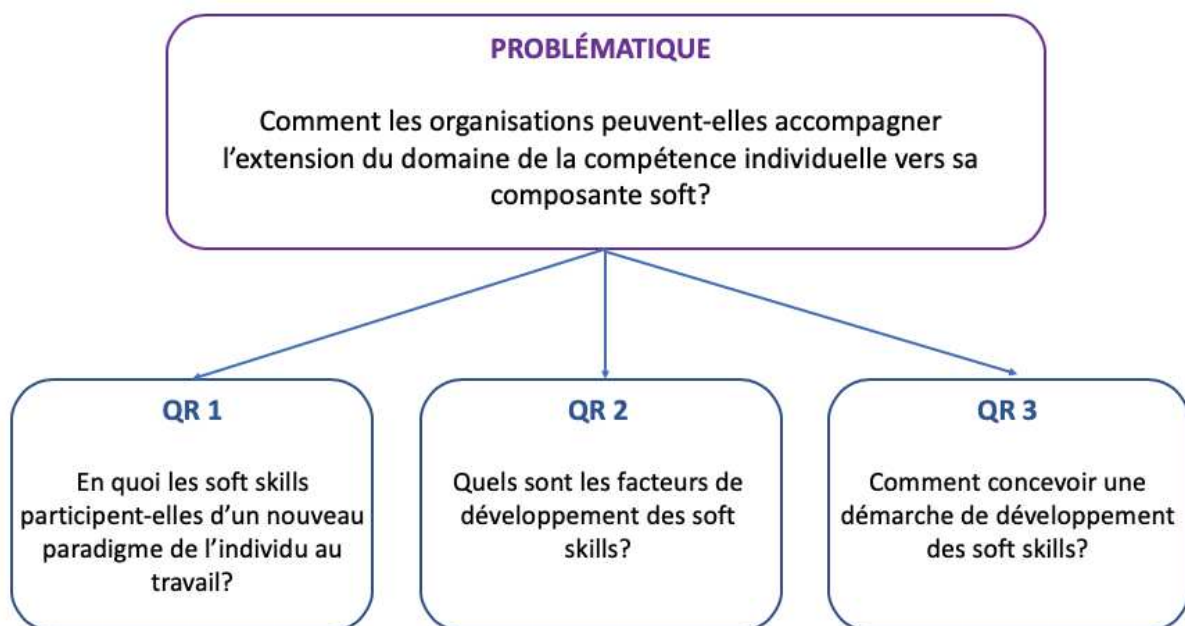 PROBLÉMATIQUE
Comment les organisations peuvent-elles accompagner
l’extension du domaine de la compétence individuelle vers sa
composante soft?
QR 1
En quoi les soft skills
participent-elles d’un nouveau
paradigme de l’individu au
travail?
QR 2
Quels sont les facteurs de
développement des soft
skills?
QR 3
Comment concevoir une
démarche de développement
des soft skills?